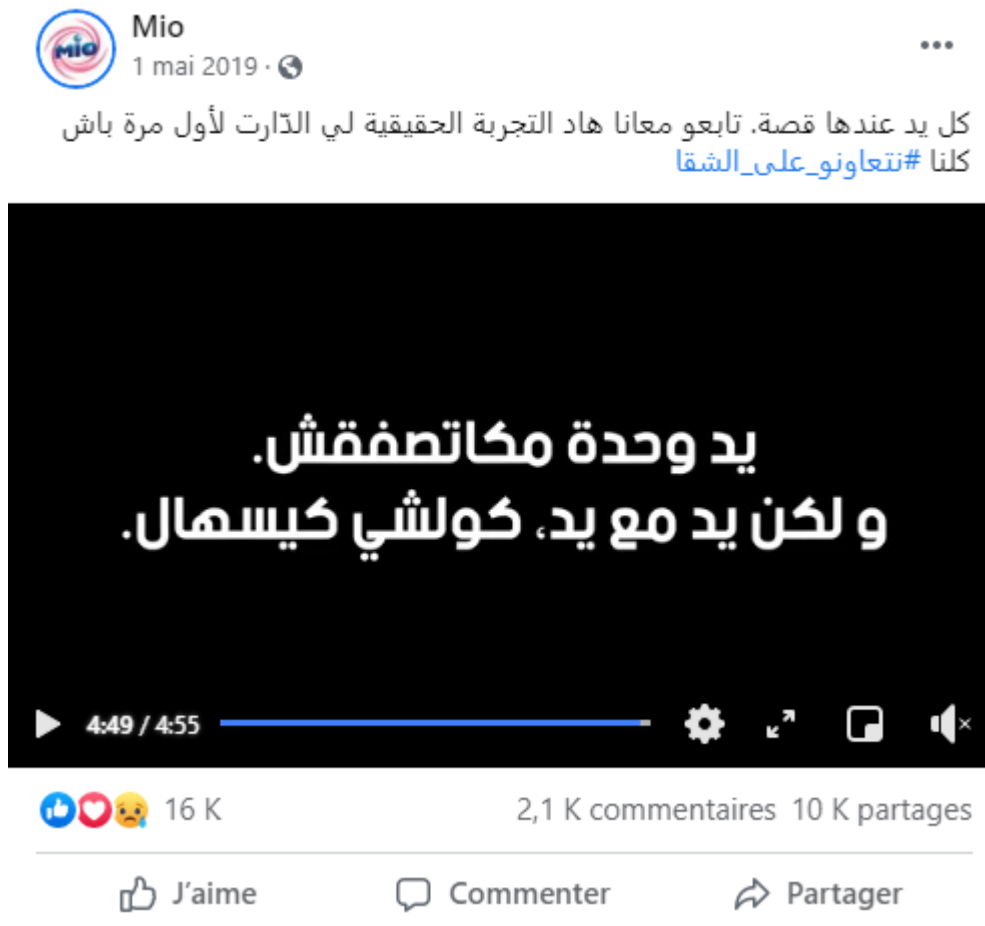 Mio
1 mai 2019 ·
كل يد عندها قصة. تابعو معانا هاد التجربة الحقيقية لي الدّارت لأول مرة باش
كلنا #نتعاونو_على_الشقا
يد وحدة مكاتصفقش.
و لكن يد مع يد، كولشي كيسهال.
4:49 / 4:55
16 K
2,1 K commentaires 10 K partages
J'aime Commenter Partager